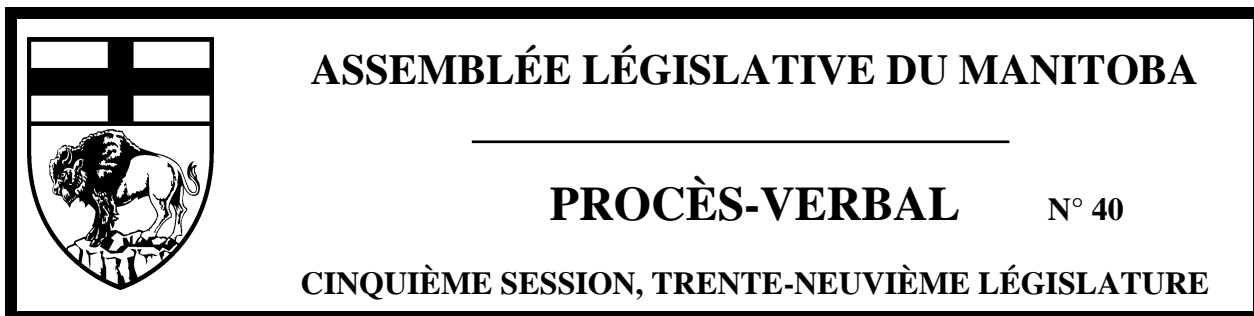 ASSEMBLÉE LÉGISLATIVE DU MANITOBA
PROCÈS-VERBAL N° 40
CINQUIÈME SESSION, TRENTE-NEUVIÈME LÉGISLATURE